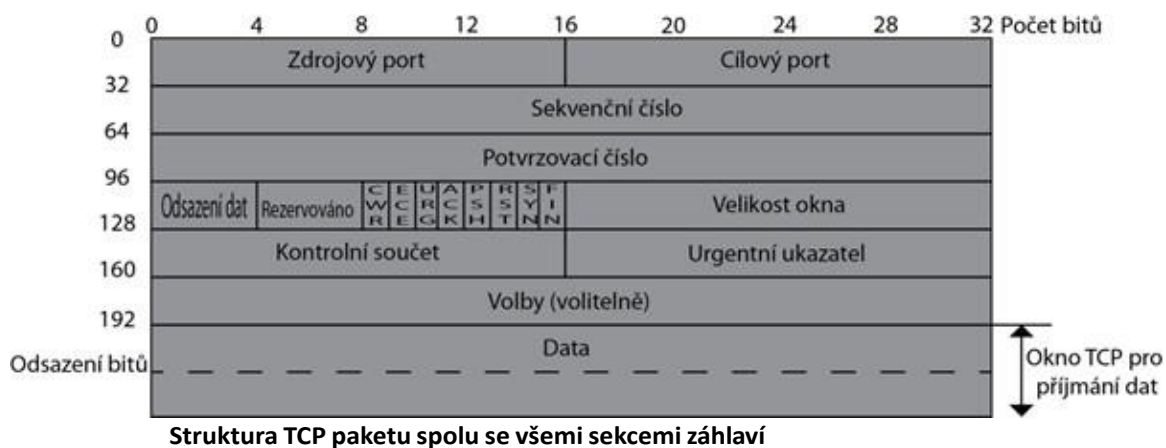 0 4 8 10 12 16 20 24 28 32 Počet bitů
0
Zdrojový port Cílový port
32
Sekvenční číslo
64
Potvrzovací číslo
96
Odsazení dat Rezervováno CWR ECE URG ACK PSH RST SYN FIN Velikost okna
128
Kontrolní součet Urgentní ukazatel
160
Volby (volitelně)
192
Data
Odsazení bitů
Okno TCP pro
příjmání dat
Struktura TCP paketu spolu se všemi sekcemi záhlaví